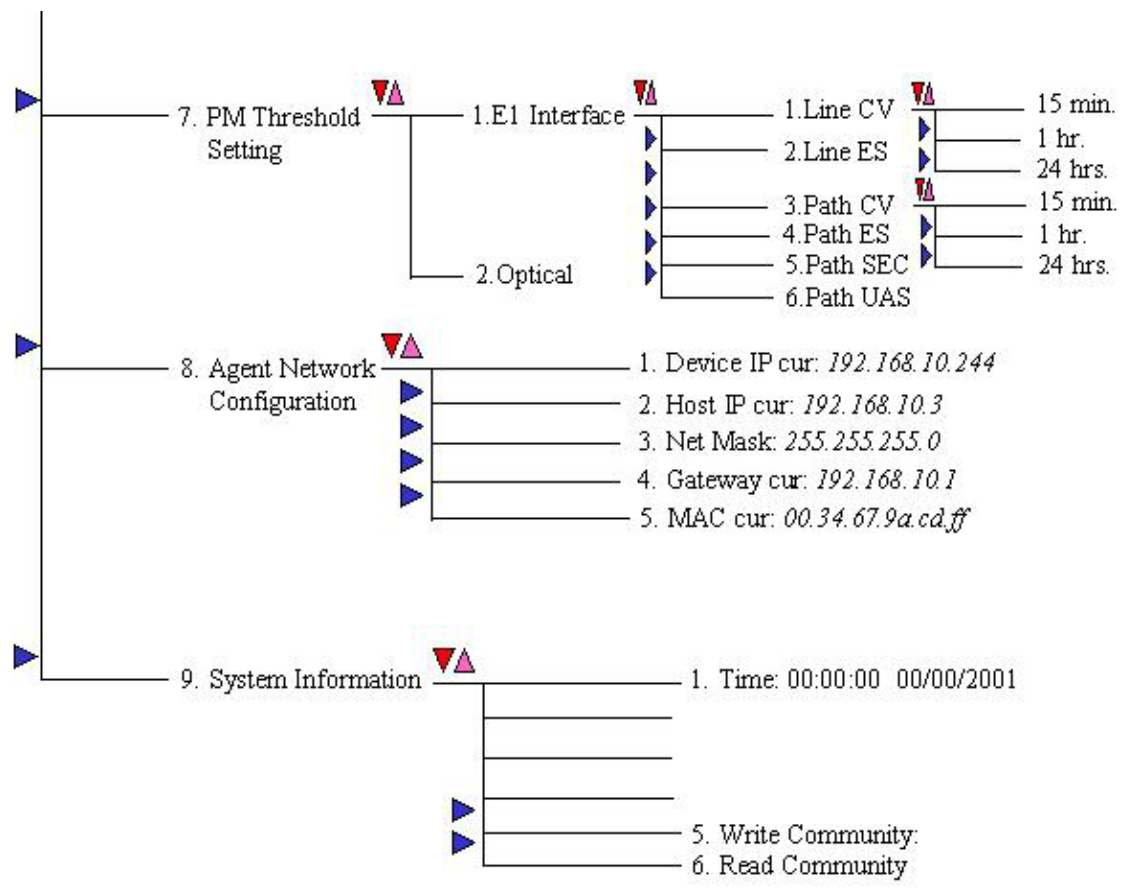 7. PM Threshold
Setting
1.E1 Interface
1.Line CV
15 min.
1 hr.
2.Line ES
24 hrs.
3.Path CV
15 min.
4.Path ES
1 hr.
5.Path SEC
24 hrs.
2.Optical
6.Path UAS
8. Agent Network
Configuration
1. Device IP cur: 192.168.10.244
2. Host IP cur: 192.168.10.3
3. Net Mask: 255.255.255.0
4. Gateway cur: 192.168.10.1
5. MAC cur: 00.34.67.9a.cd.ff
9. System Information
1. Time: 00:00:00 00/00/2001
5. Write Community:
6. Read Community